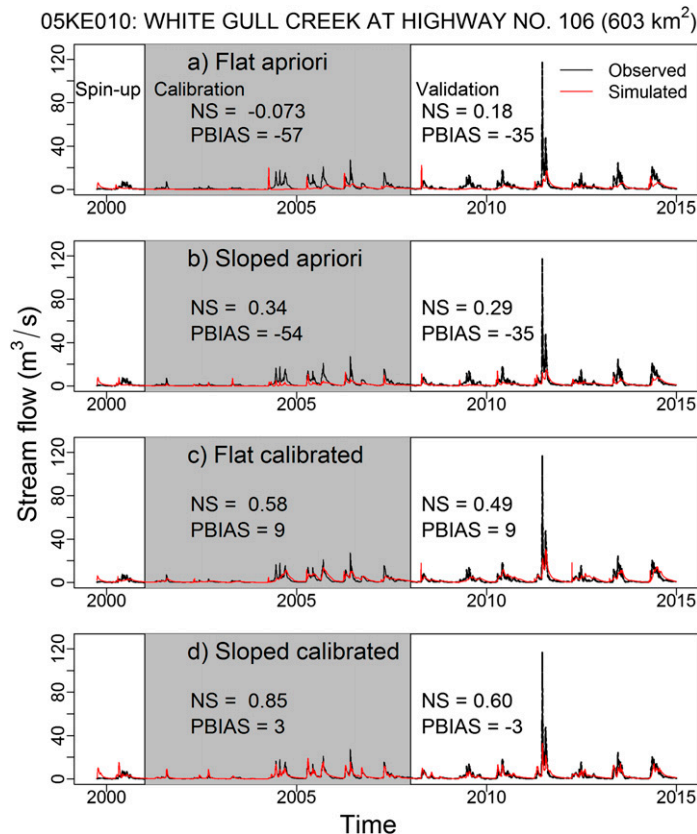 05KE010: WHITE GULL CREEK AT HIGHWAY NO. 106 (603 km²)
a) Flat apriori
Observed
Simulated
Spin-up
Calibration
Validation
NS = -0.073
PBIAS = -57
NS = 0.18
PBIAS = -35
0 40 80 120
2000 2005 2010 2015
b) Sloped apriori
NS = 0.34
PBIAS = -54
NS = 0.29
PBIAS = -35
0 40 80 120
2000 2005 2010 2015
c) Flat calibrated
NS = 0.58
PBIAS = 9
NS = 0.49
PBIAS = 9
0 40 80 120
2000 2005 2010 2015
d) Sloped calibrated
NS = 0.85
PBIAS = 3
NS = 0.60
PBIAS = -3
0 40 80 120
2000 2005 2010 2015
Stream flow (m³/s)
Time